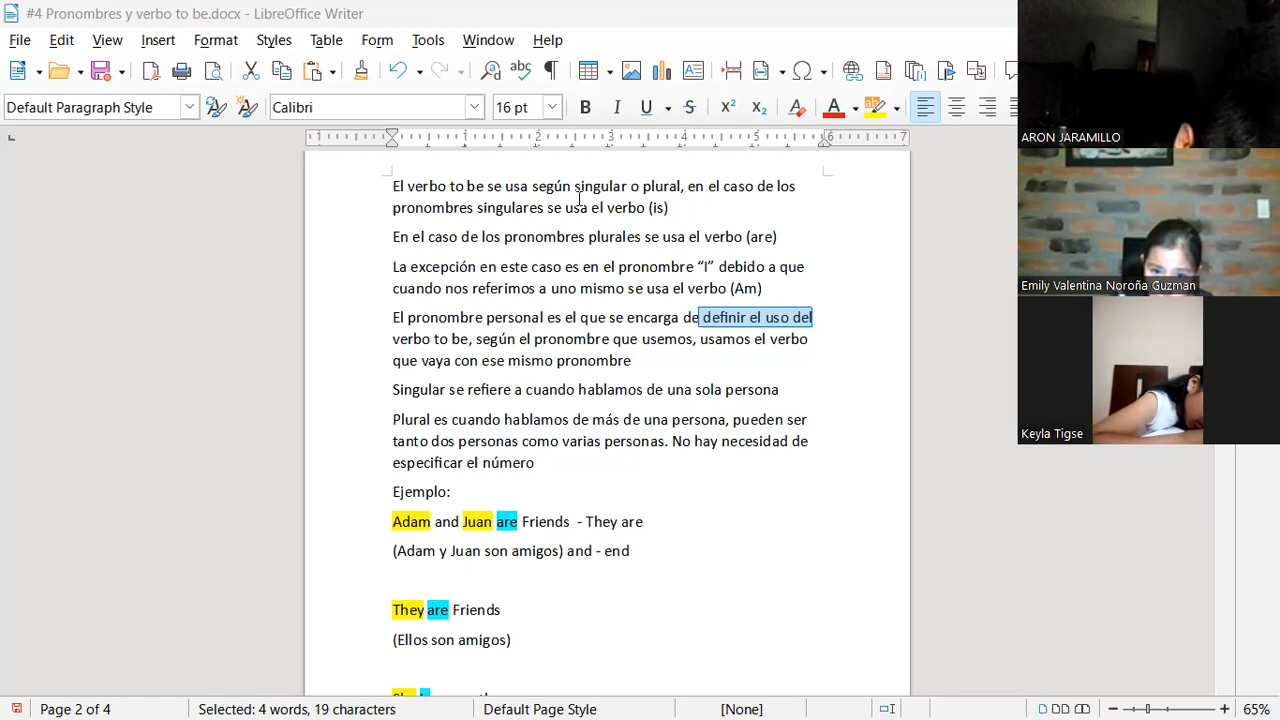 #4 Pronombres y verbo to be.docx - LibreOffice Writer
File Edit View Insert Format Styles Table Form Tools Window Help
Default Paragraph Style
Calibri
16 pt
1 1 2 3 4 5 6 7
El verbo to be se usa según singular o plural, en el caso de los
pronombres singulares se usa el verbo (is)
En el caso de los pronombres plurales se usa el verbo (are)
La excepción en este caso es en el pronombre “I” debido a que
cuando nos referimos a uno mismo se usa el verbo (Am)
El pronombre personal es el que se encarga de definir el uso del
verbo to be, según el pronombre que usemos, usamos el verbo
que vaya con ese mismo pronombre
Singular se refiere a cuando hablamos de una sola persona
Plural es cuando hablamos de más de una persona, pueden ser
tanto dos personas como varias personas. No hay necesidad de
especificar el número
Ejemplo:
Adam and Juan are Friends - They are
(Adam y Juan son amigos) and - end
They are Friends
(Ellos son amigos)
ARON JARAMILLO
Emily Valentina Noroña Guzman
Keyla Tigse
Page 2 of 4
Selected: 4 words, 19 characters
Default Page Style
[None]
65%